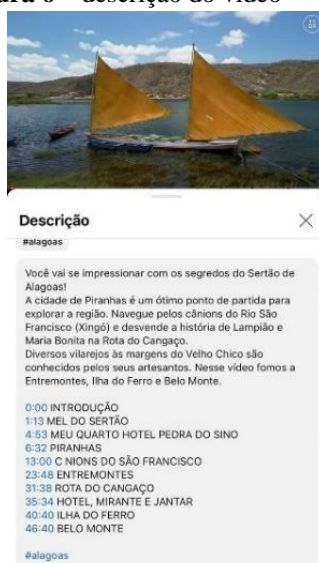 ura 6 – descrição do vídeo
Descrição
#alagoas
Você vai se impressionar com os segredos do Sertão de
Alagoas!
A cidade de Piranhas é um ótimo ponto de partida para
explorar a região. Navegue pelos cânions do Rio São
Francisco (Xingó) e desvende a história de Lampião e
Maria Bonita na Rota do Cangaço.
Diversos vilarejos às margens do Velho Chico são
conhecidos pelos seus artesantos. Nesse vídeo fomos a
Entremontes, Ilha do Ferro e Belo Monte.
0:00 INTRODUÇÃO
1:13 MEL DO SERTÃO
4:53 MEU QUARTO HOTEL PEDRA DO SINO
6:32 PIRANHAS
13:00 C NIONS DO SÃO FRANCISCO
23:48 ENTREMONTES
31:38 ROTA DO CANGAÇO
35:34 HOTEL, MIRANTE E JANTAR
40:40 ILHA DO FERRO
46:40 BELO MONTE
#alagoas